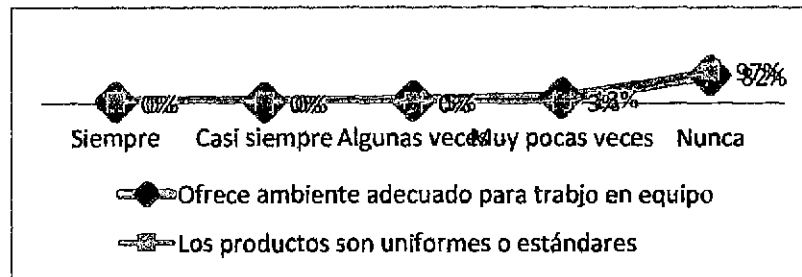 0% 0% 0% 3% 97%
82%
Siempre Casi siempre Algunas veces Muy pocas veces Nunca
Ofrece ambiente adecuado para trabjo en equipo
Los productos son uniformes o estándares